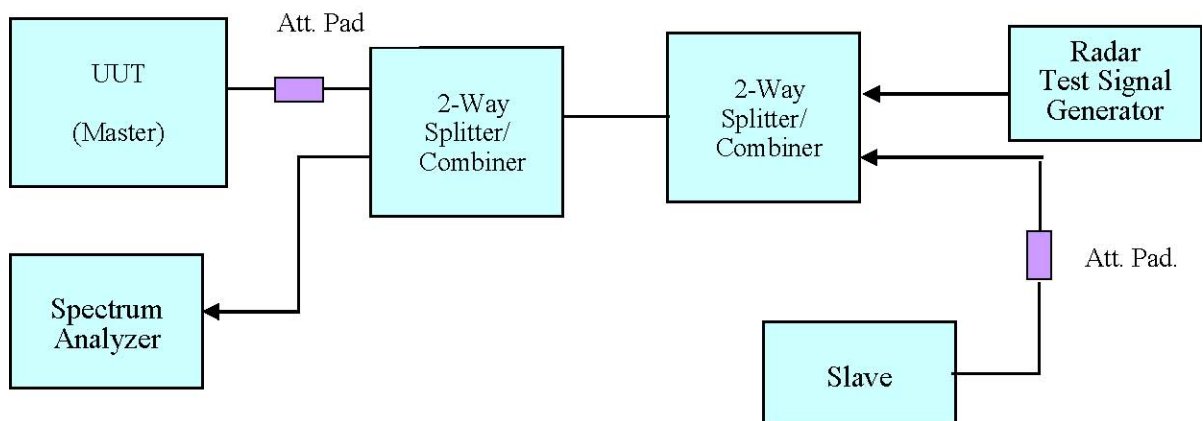 Att. Pad
UUT
(Master)
2-Way
Splitter/
Combiner
2-Way
Splitter/
Combiner
Radar
Test Signal
Generator
Spectrum
Analyzer
Att. Pad.
Slave